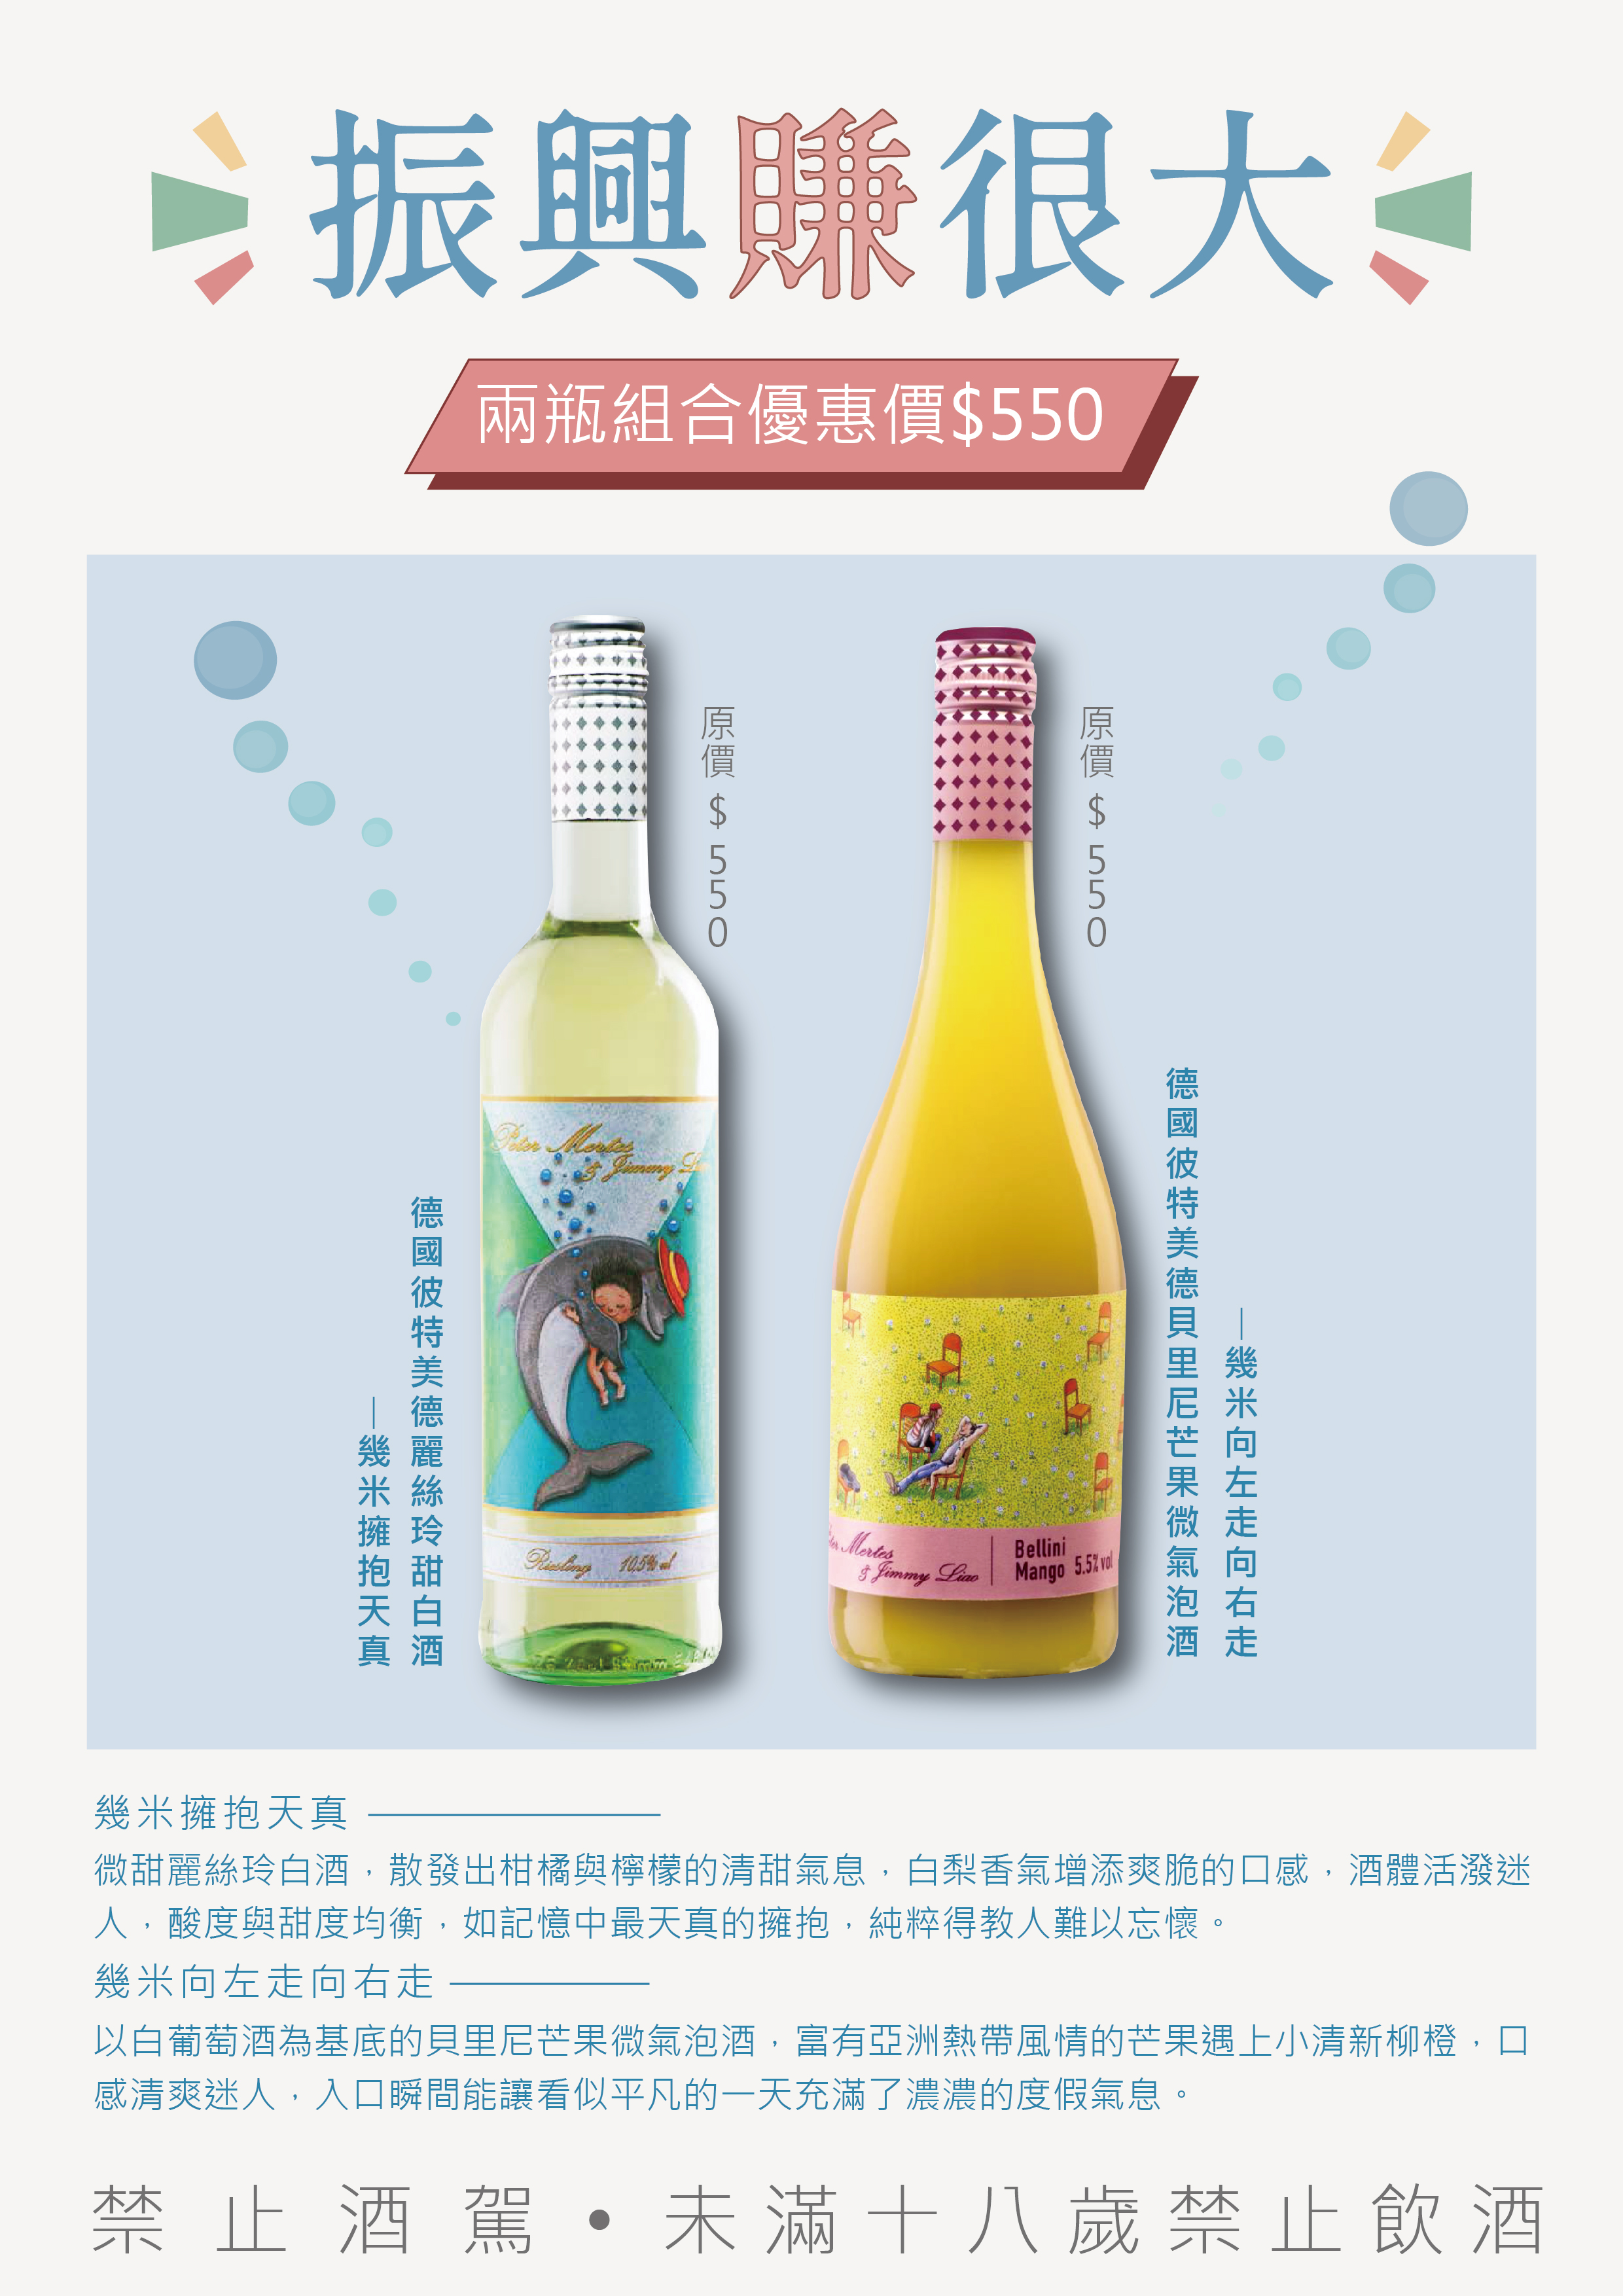 振興賺很大
兩瓶組合優惠價$550
原價$550
原價$550
德國彼特美德麗絲玲甜白酒
—幾米擁抱天真
Peter Mertes
& Jimmy
Riesling 10,5%
德國彼特美德貝里尼芒果微氣泡酒
—幾米向左走向右走
Mertes
& Jimmy Liao
Bellini
Mango 5.5% vol
幾米擁抱天真
微甜麗絲玲白酒，散發出柑橘與檸檬的清甜氣息，白梨香氣增添爽脆的口感，酒體活潑迷
人，酸度與甜度均衡，如記憶中最天真的擁抱，純粹得教人難以忘懷。
幾米向左走向右走
以白葡萄酒為基底的貝里尼芒果微氣泡酒，富有亞洲熱帶風情的芒果遇上小清新柳橙，口
感清爽迷人，入口瞬間能讓看似平凡的一天充滿了濃濃的度假氣息。
禁止酒駕•未滿十八歲禁止飲酒